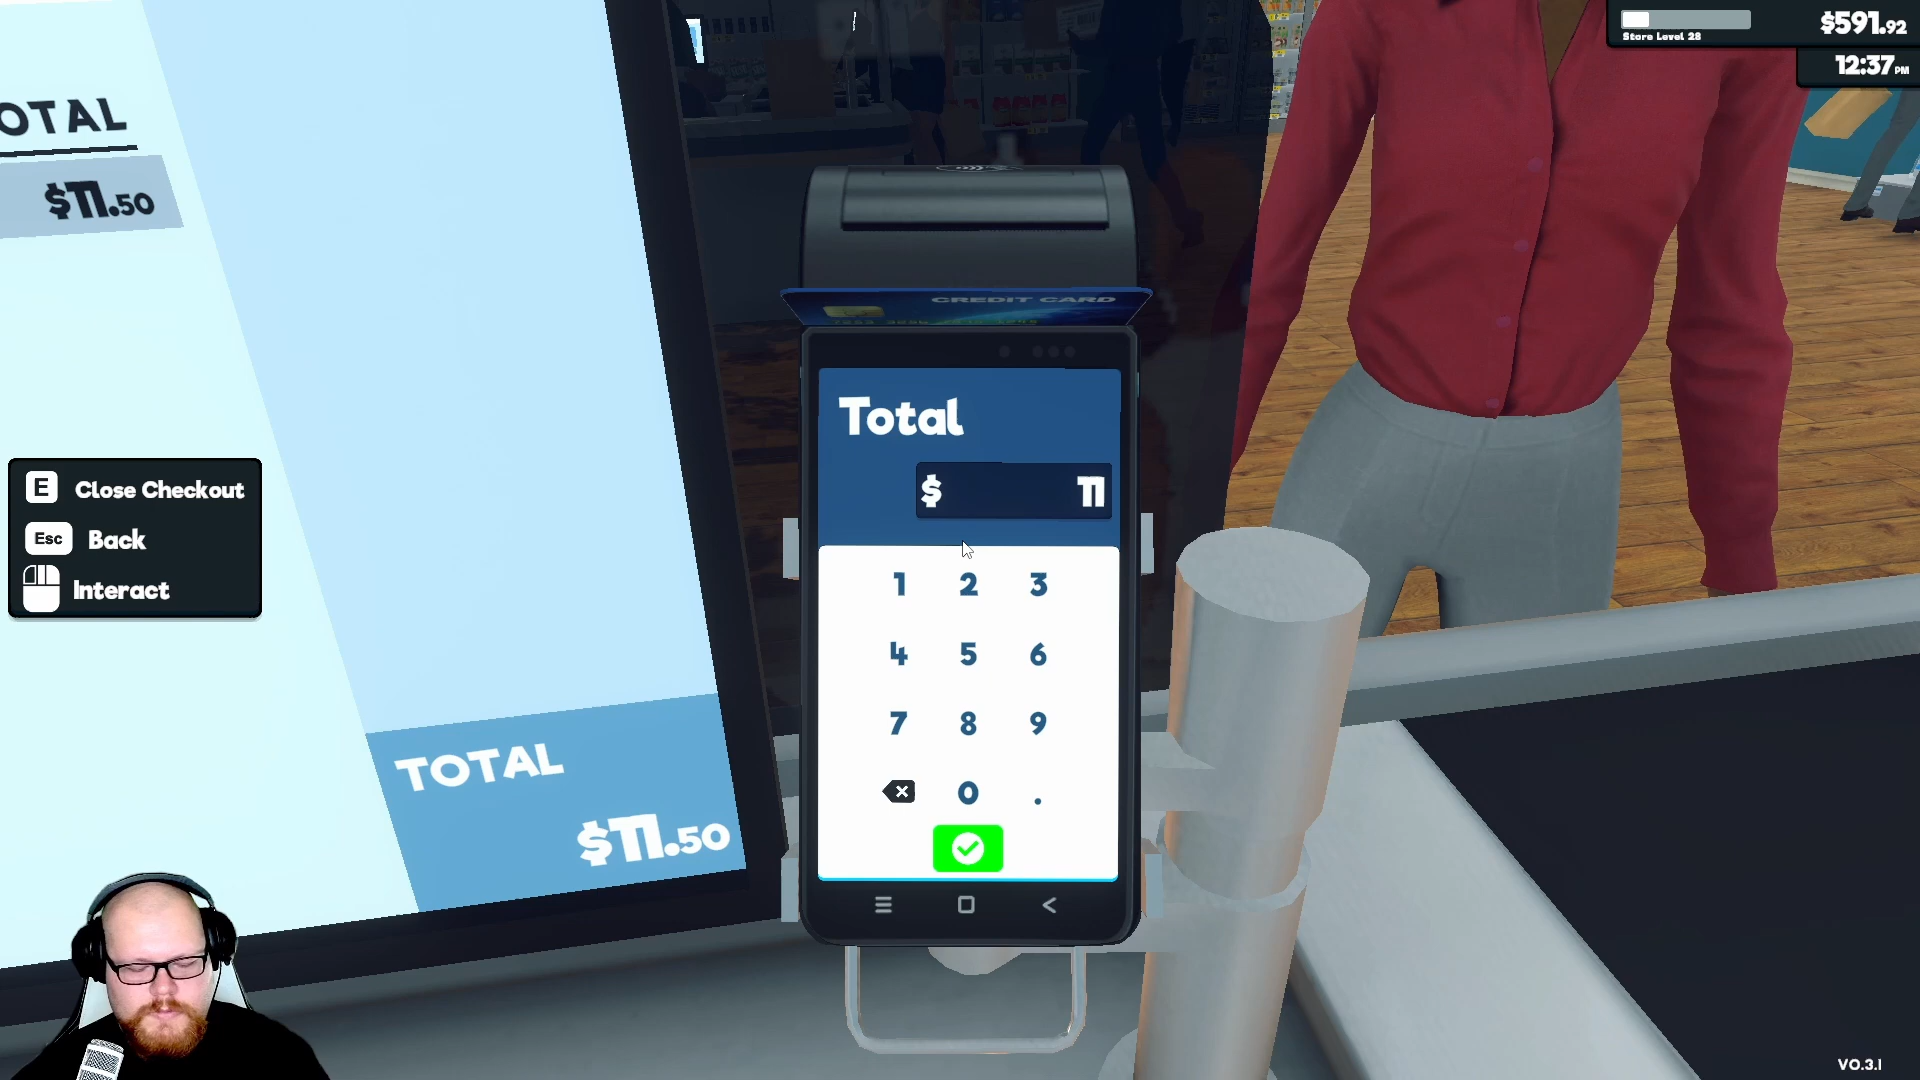 OTAL
$11.50
TOTAL
$11.50
E Close Checkout
Esc Back
Interact
CREDIT CARD
Total
$ 11
1 2 3
4 5 6
7 8 9
0 .
Store Level 28
$591.92
12:37 PM
V0.3.1